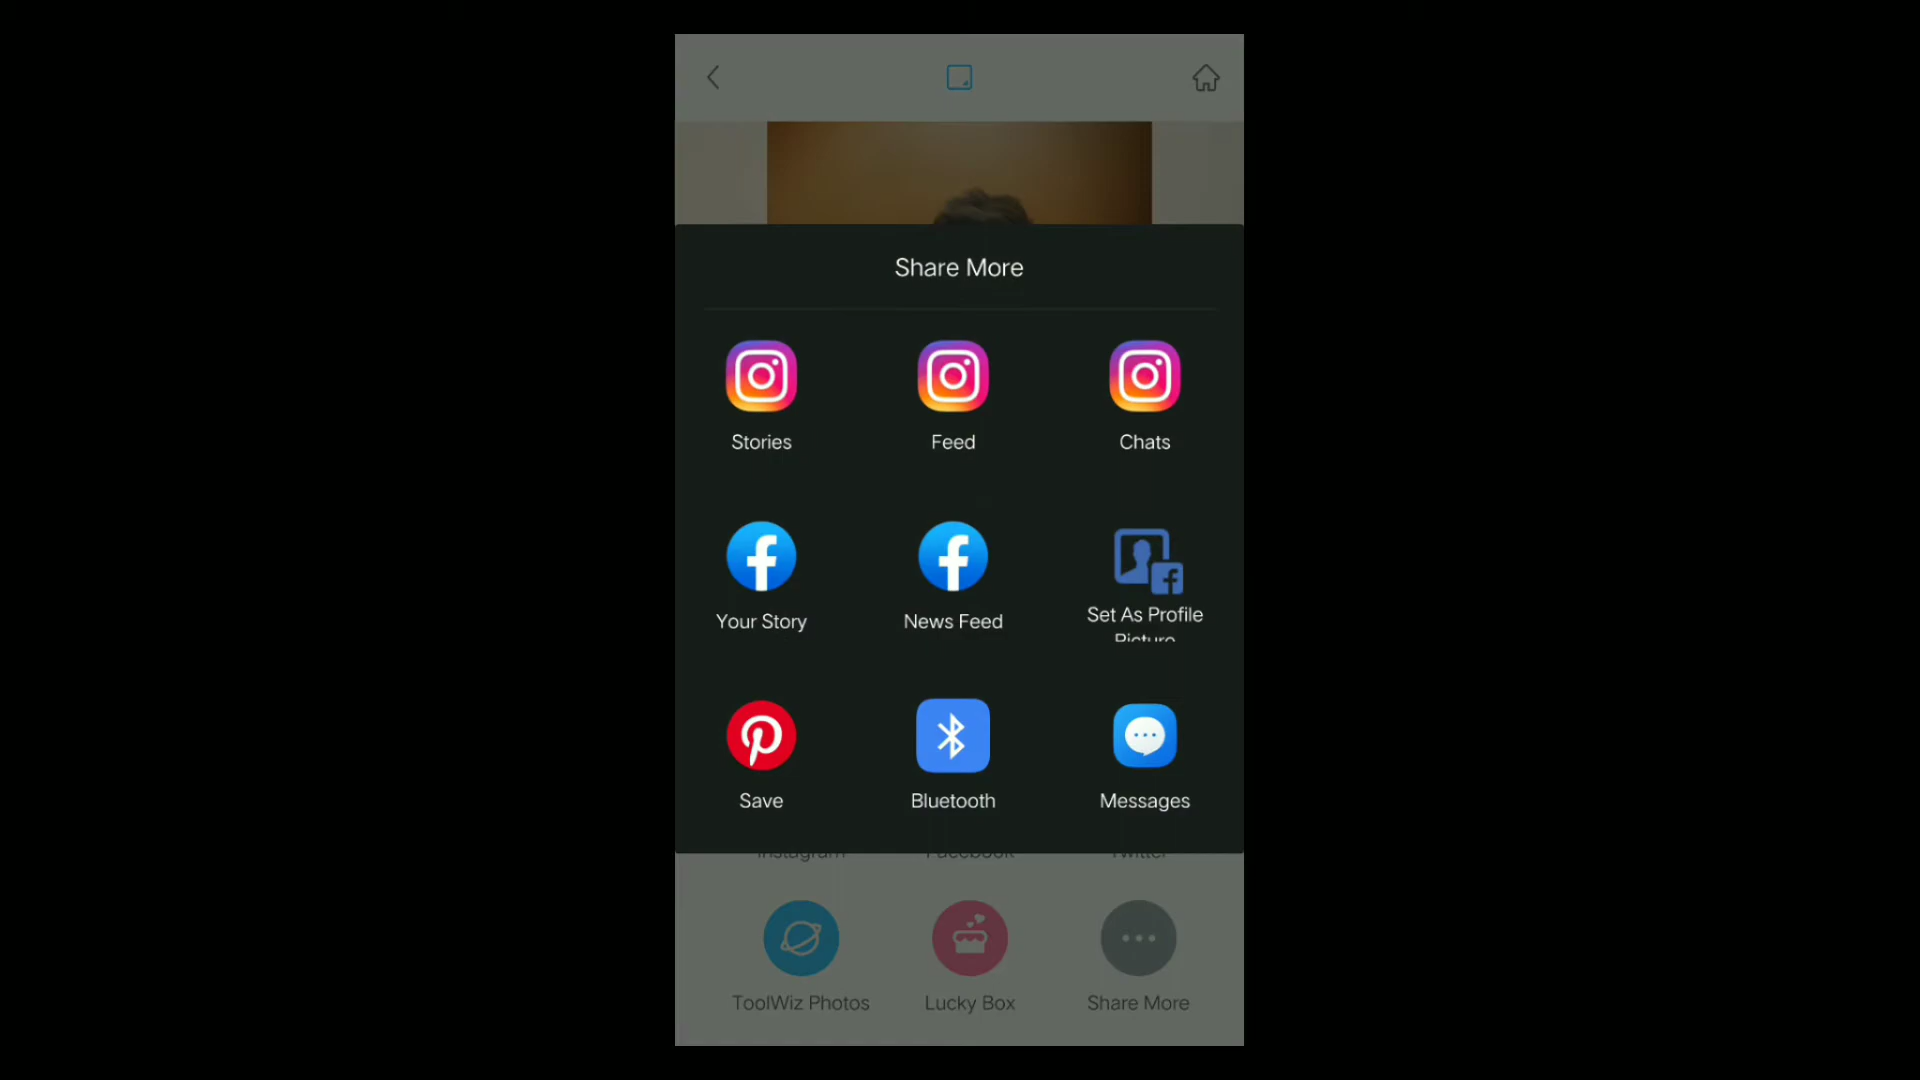 Share More
Stories
Feed
Chats
Your Story
News Feed
Set As Profile
Picture
Save
Bluetooth
Messages
Instagram
Facebook
Twitter
ToolWiz Photos
Lucky Box
Share More